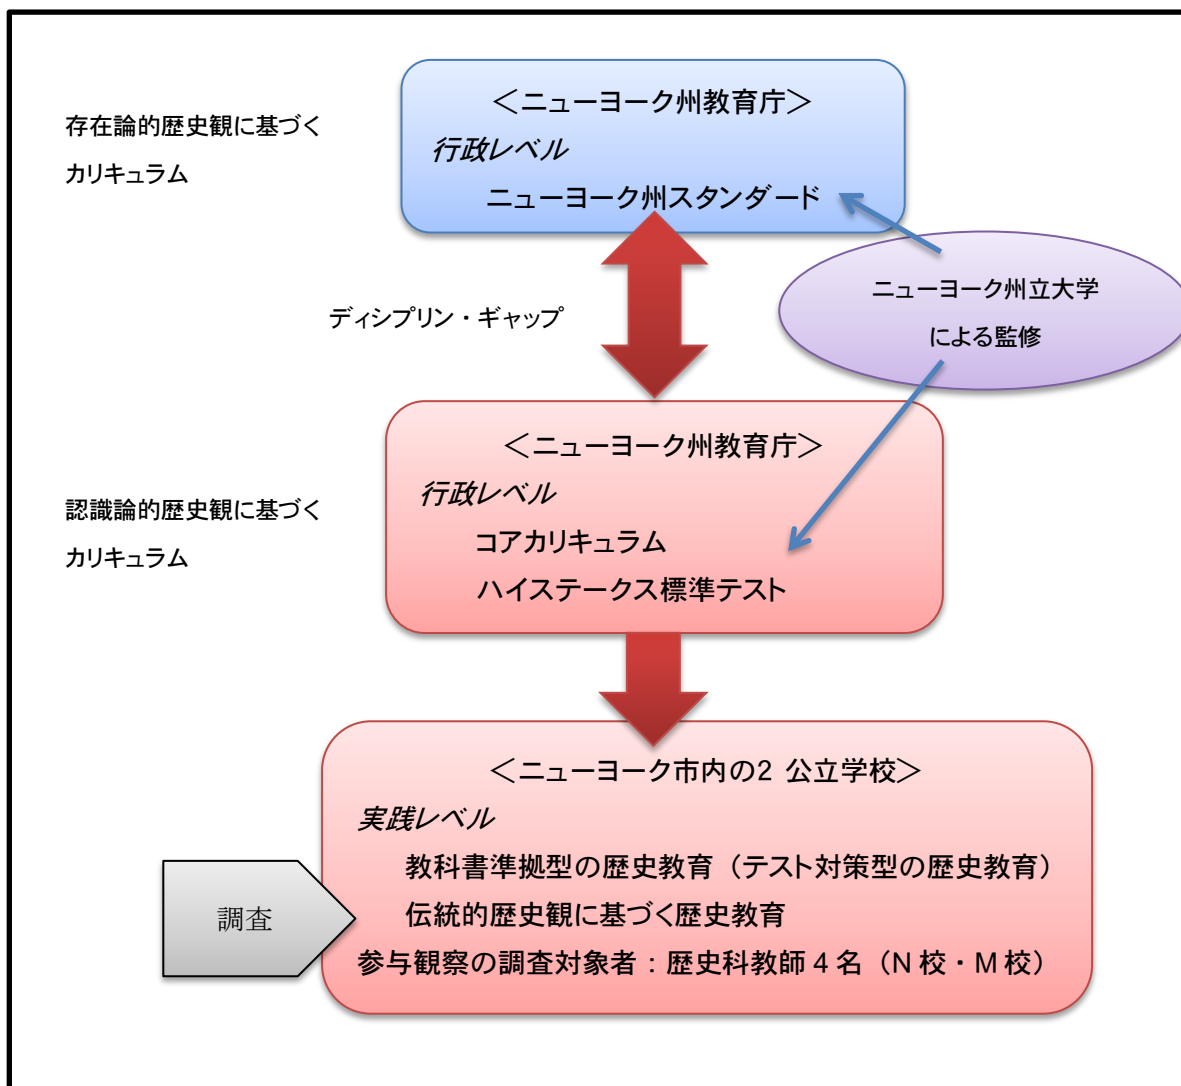 <ニューヨーク州教育庁>
行政レベル
ニューヨーク州スタンダード
存在論的歴史観に基づく
カリキュラム
ニューヨーク州立大学
による監修
ディシプリン・ギャップ
<ニューヨーク州教育庁>
行政レベル
コアカリキュラム
ハイステークス標準テスト
認識論的歴史観に基づく
カリキュラム
<ニューヨーク市内の2 公立学校>
実践レベル
教科書準拠型の歴史教育（テスト対策型の歴史教育）
伝統的歴史観に基づく歴史教育
参与観察の調査対象者：歴史科教師４名（N 校・M 校）
調査